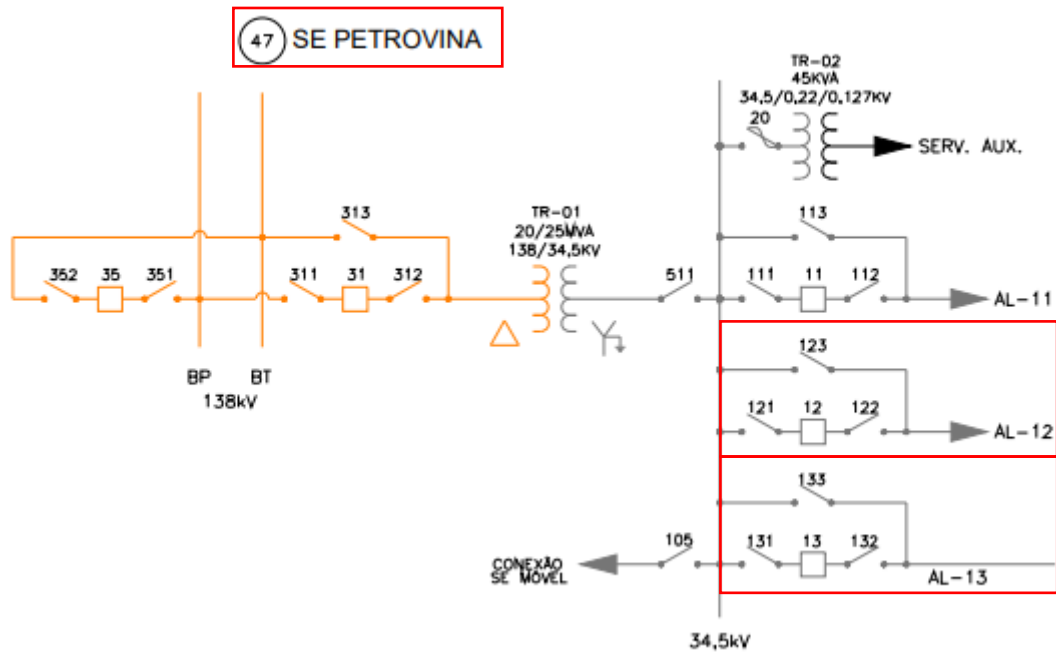 47 SE PETROVINA
TR-02
45KVA
34,5/0,22/0,127KV
20
SERV. AUX.
313
TR-01
20/25MVA
138/34,5KV
113
352 35 351 311 31 312 511 111 11 112
AL-11
BP BT
138kV
123
121 12 122
AL-12
133
105 131 13 132
CONEXÃO
SE MÓVEL
AL-13
34,5kV